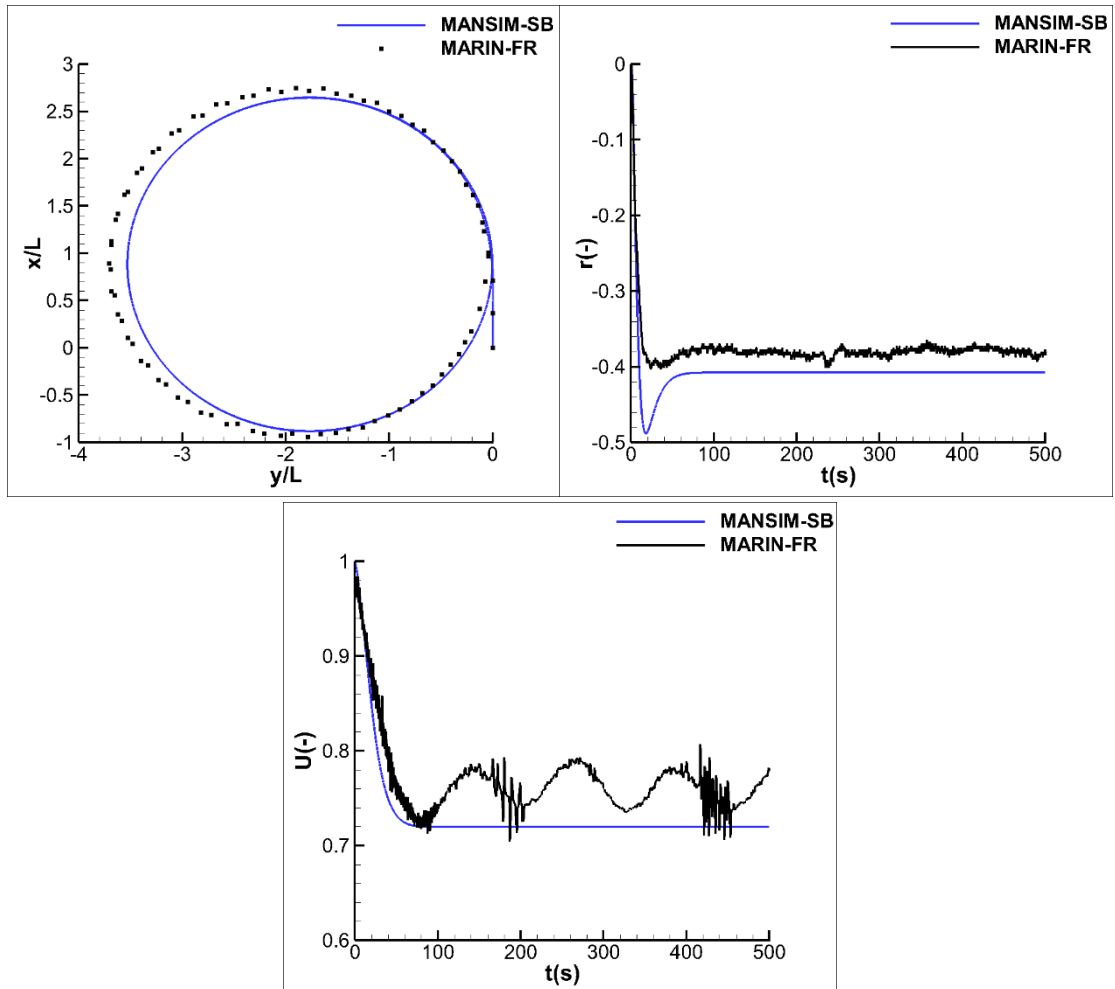 MANSIM-SB
MARIN-FR
3
2.5
2
1.5
1
0.5
0
-0.5
-1
x/L
-4 -3 -2 -1 0
y/L
MANSIM-SB
MARIN-FR
0
-0.1
-0.2
-0.3
-0.4
-0.5
r(-)
0 100 200 300 400 500
t(s)
MANSIM-SB
MARIN-FR
1
0.9
0.8
0.7
0.6
U(-)
0 100 200 300 400 500
t(s)